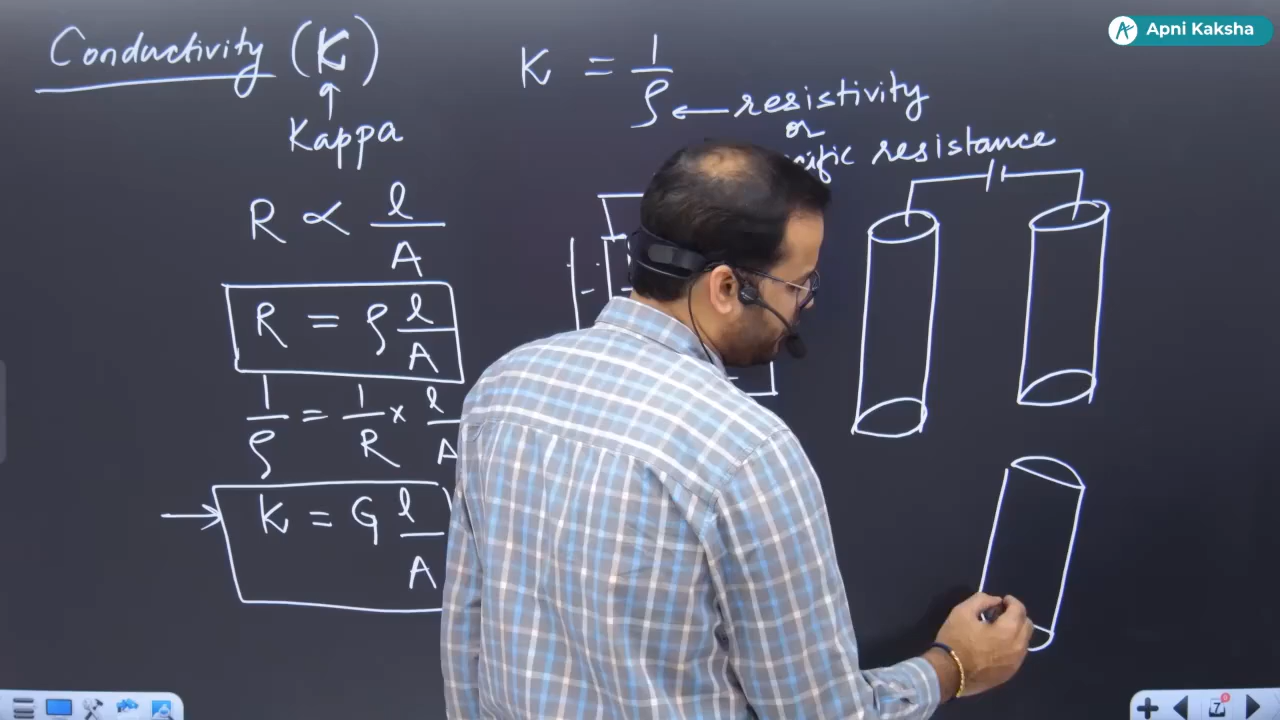 Conductivity (K)
Kappa
K = 1/ρ ← resistivity
or
resistance
R ∝ l/A
R = ρ l/A
1/ρ = 1/R × l/A
→ K = G l/A
Apni Kaksha